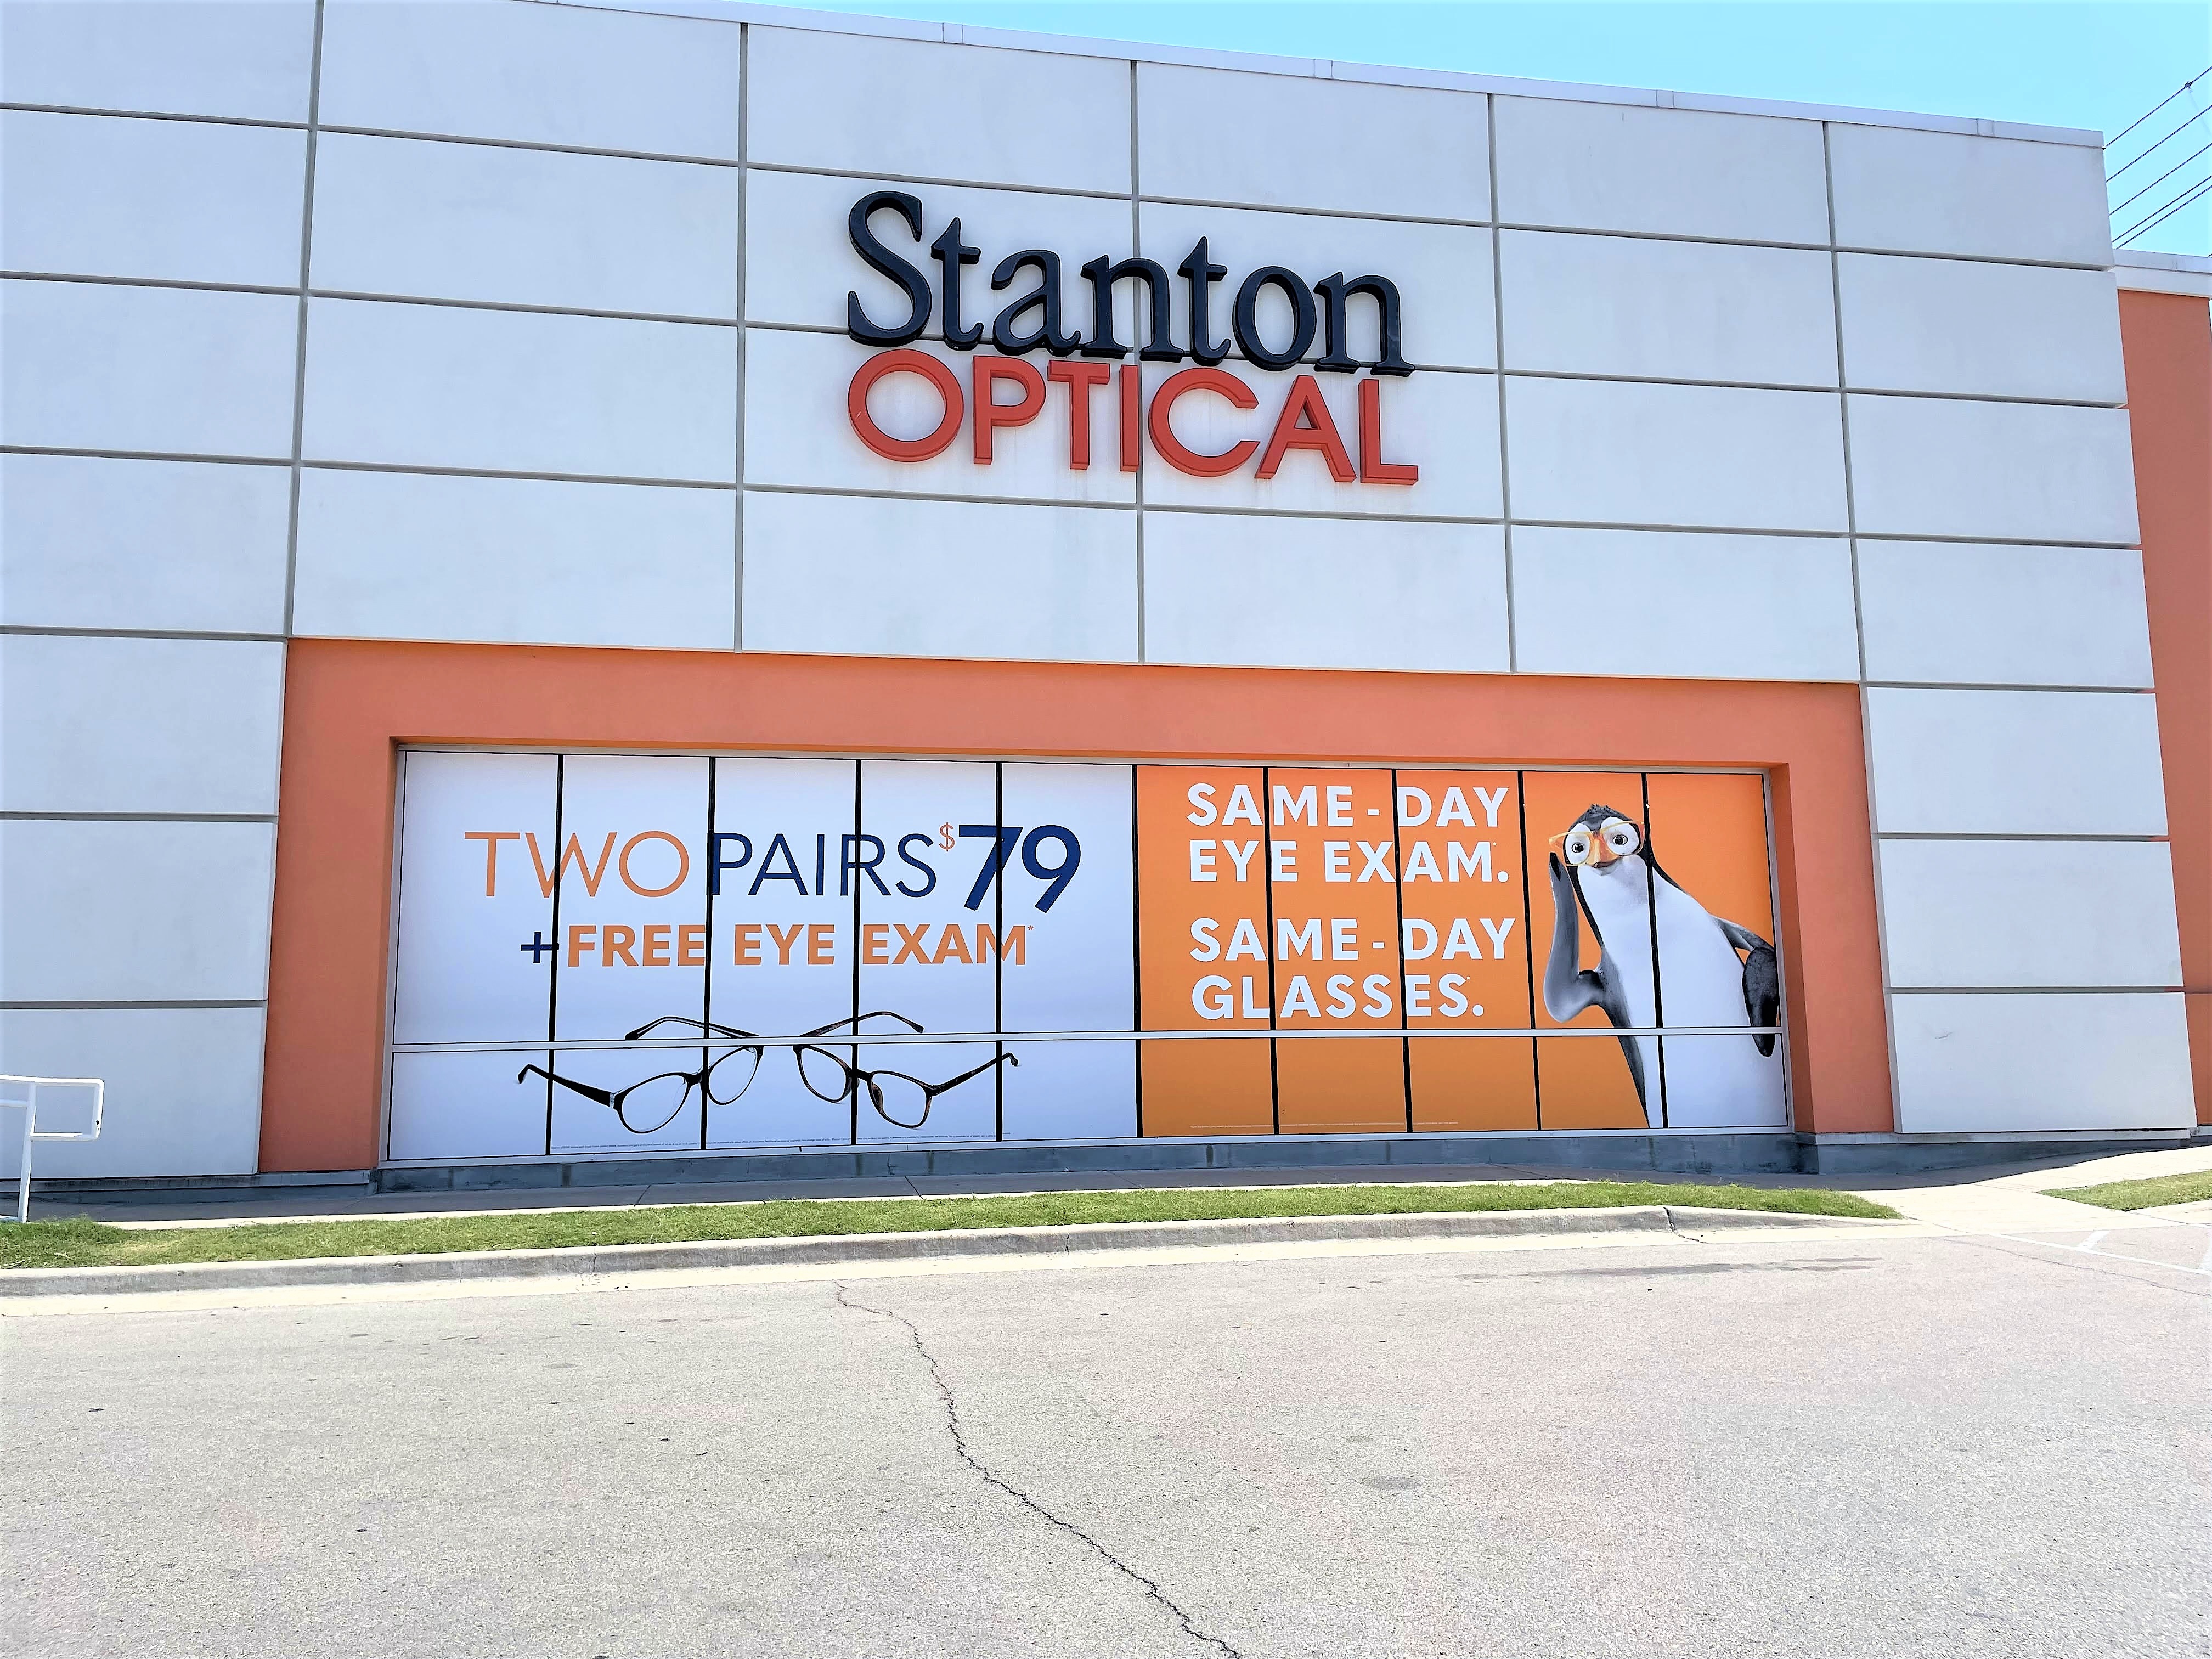 Stanton
OPTICAL
TWO PAIRS $79
+FREE EYE EXAM*
SAME-DAY
EYE EXAM.
SAME-DAY
GLASSES.*